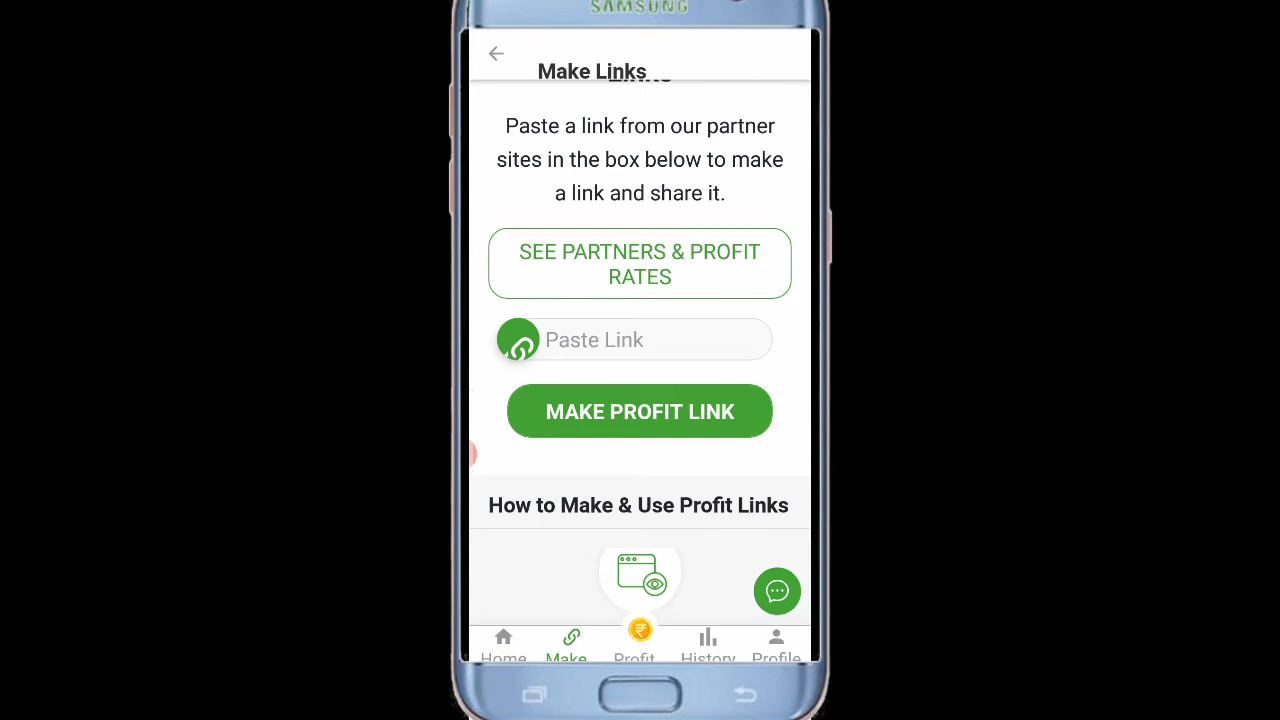 SAMSUNG
Make Links
Paste a link from our partner
sites in the box below to make
a link and share it.
SEE PARTNERS & PROFIT
RATES
Paste Link
MAKE PROFIT LINK
How to Make & Use Profit Links
Home Make Profit History Profile